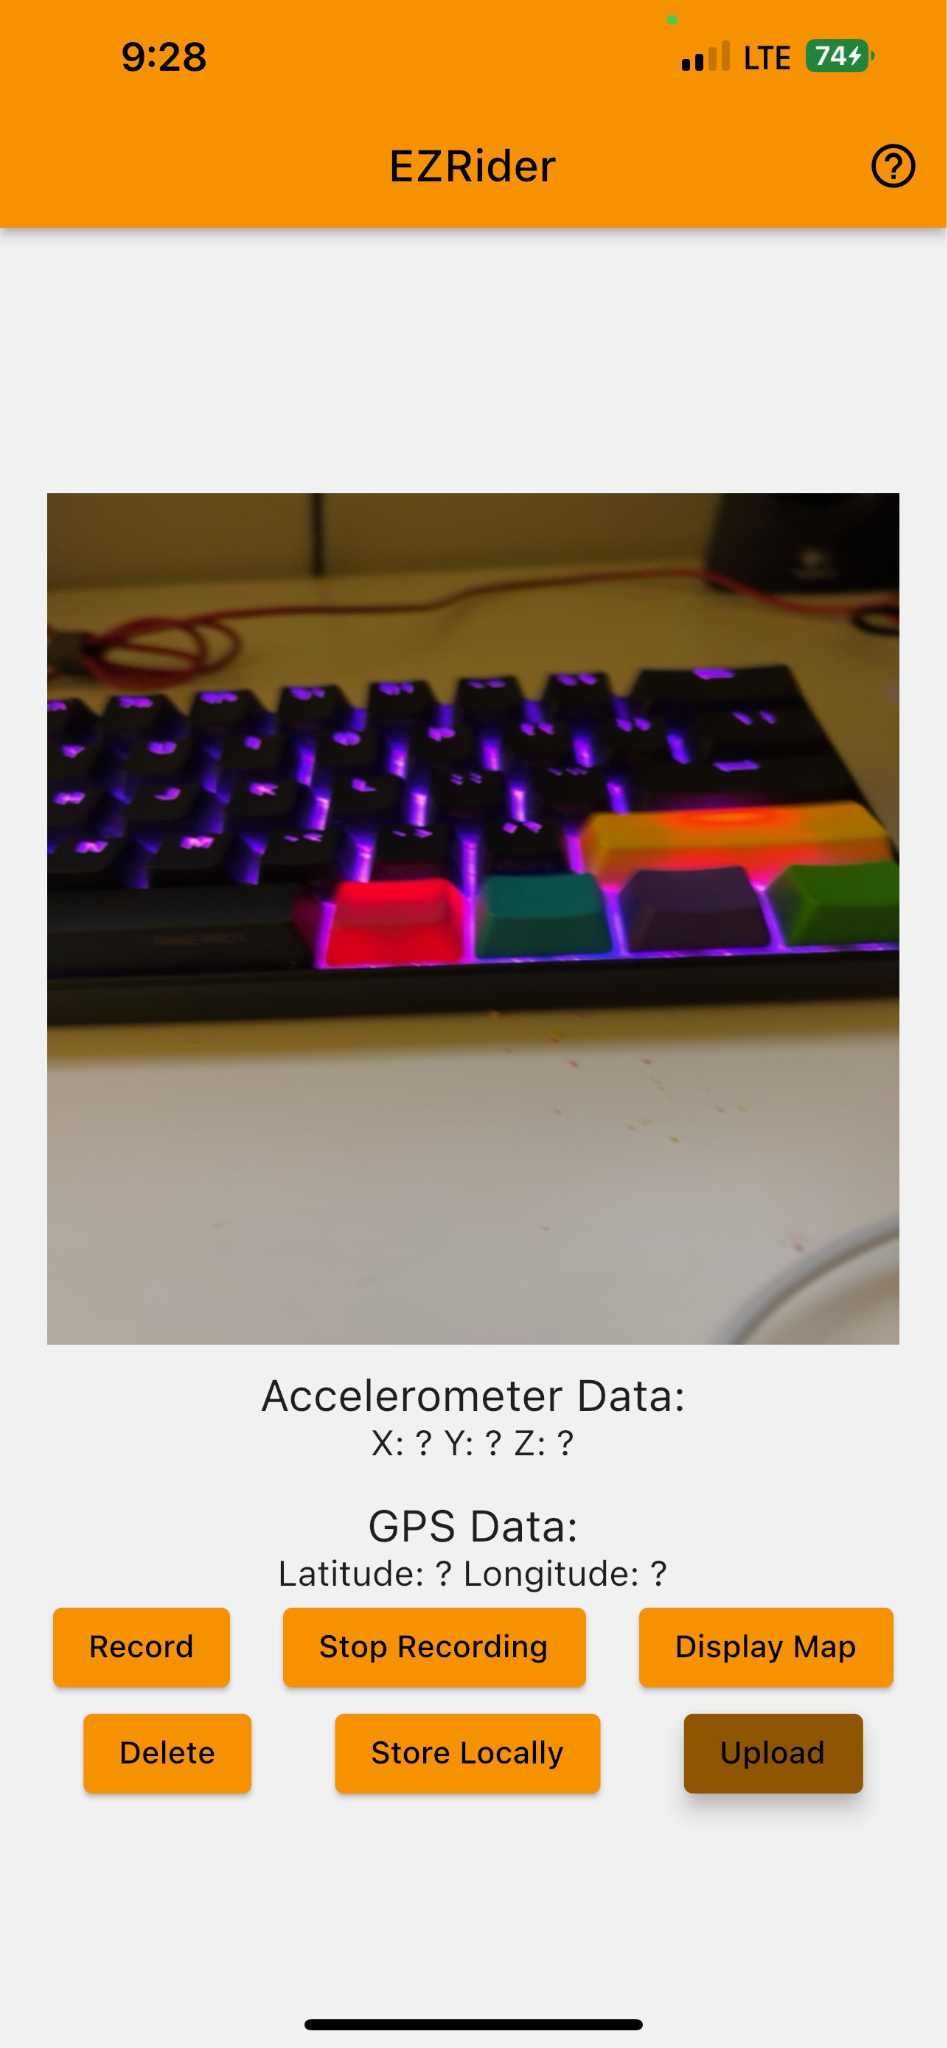 9:28
LTE 74
EZRider
?
Accelerometer Data:
X: ? Y: ? Z: ?
GPS Data:
Latitude: ? Longitude: ?
Record Stop Recording Display Map
Delete Store Locally Upload